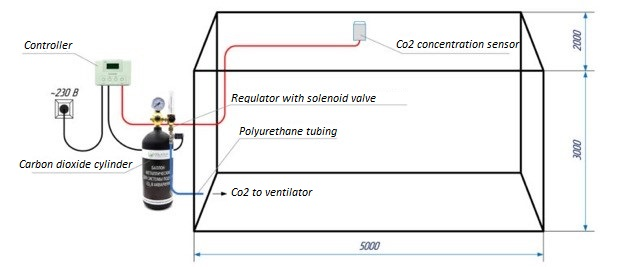 Controller
Co2 concentration sensor
2000
~230 В
Regulator with solenoid valve
Polyurethane tubing
3000
Carbon dioxide cylinder
Co2 to ventilator
5000